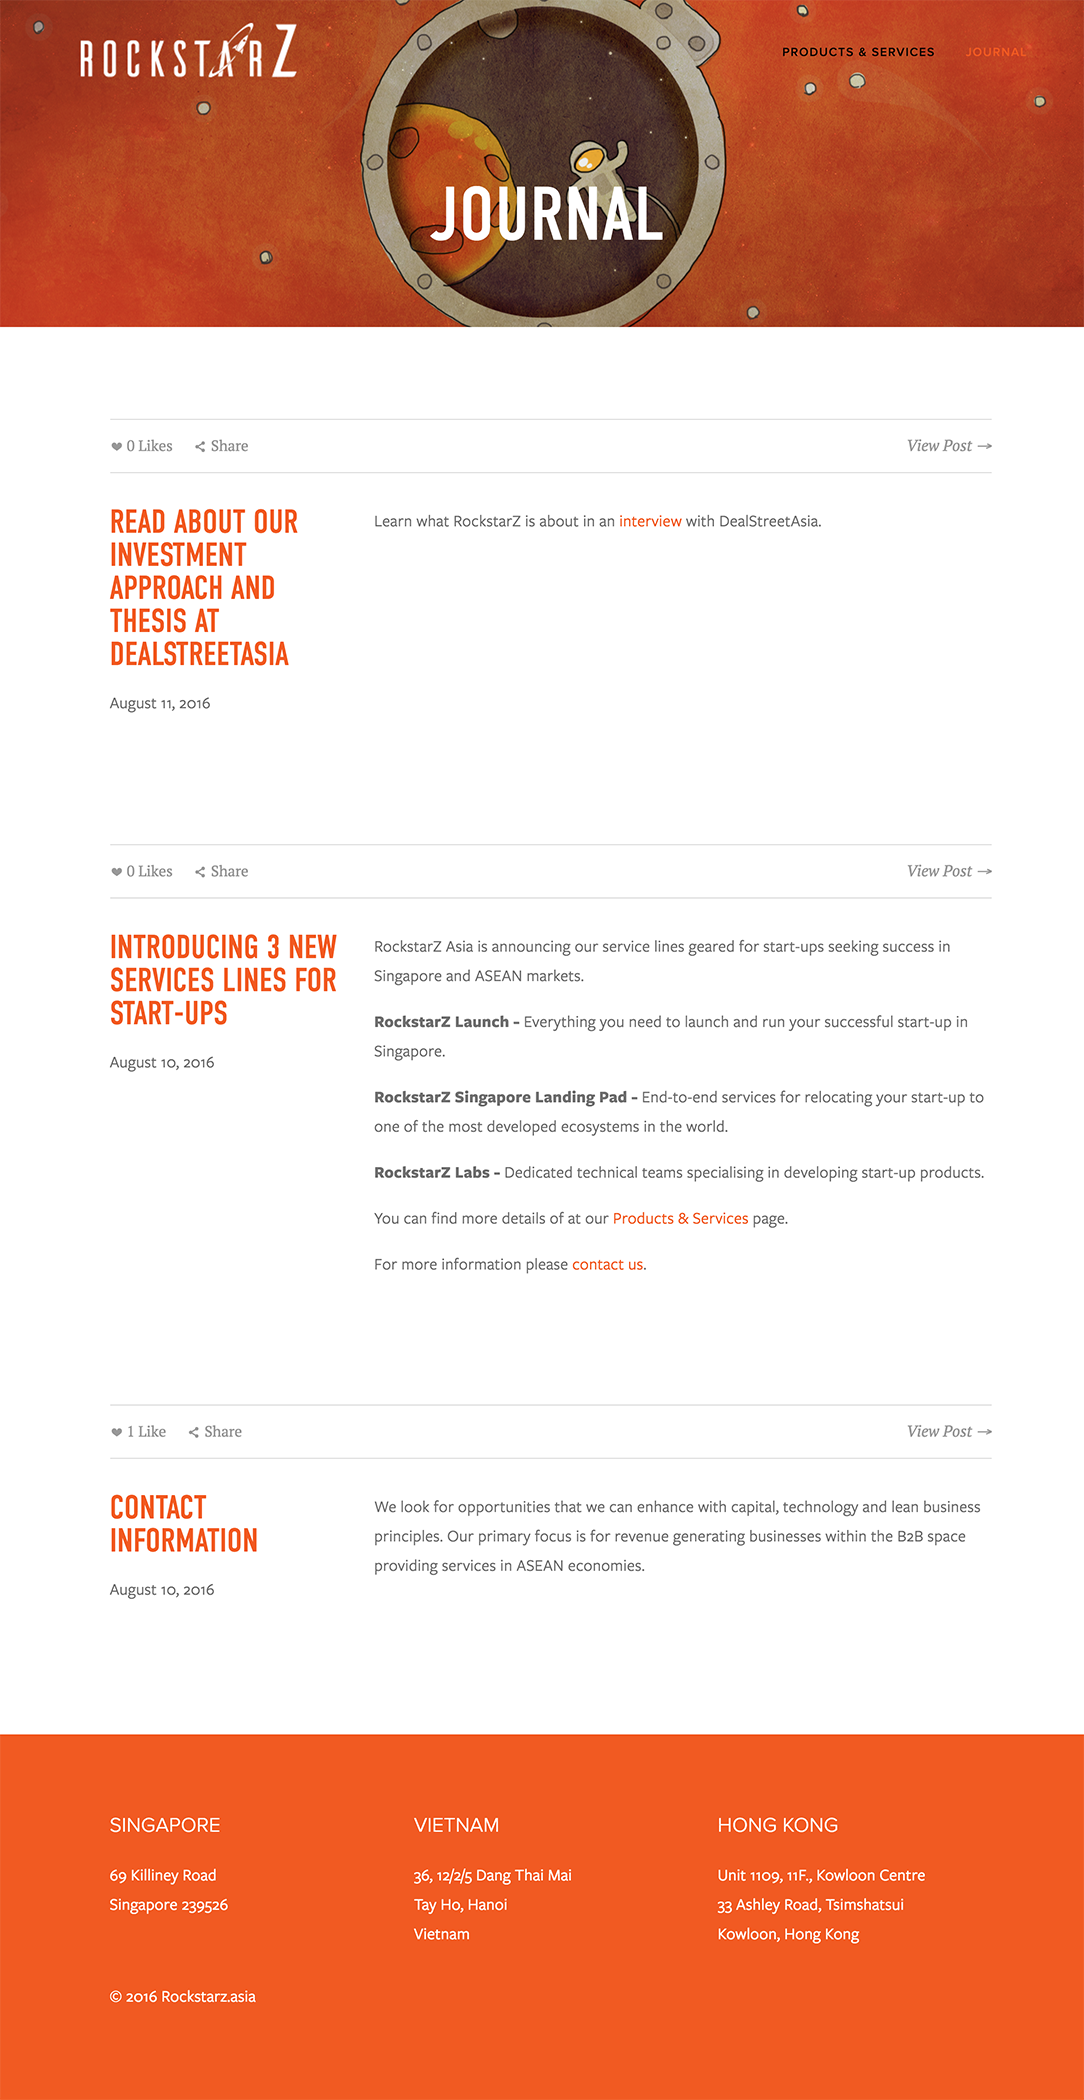 ROCKSTARZ
PRODUCTS & SERVICES
JOURNAL
JOURNAL
0 Likes
Share
View Post →
READ ABOUT OUR
INVESTMENT
APPROACH AND
THESIS AT
DEALSTREETASIA
August 11, 2016
Learn what RockstarZ is about in an interview with DealStreetAsia.
0 Likes
Share
View Post →
INTRODUCING 3 NEW
SERVICES LINES FOR
START-UPS
August 10, 2016
RockstarZ Asia is announcing our service lines geared for start-ups seeking success in
Singapore and ASEAN markets.
RockstarZ Launch - Everything you need to launch and run your successful start-up in
Singapore.
RockstarZ Singapore Landing Pad - End-to-end services for relocating your start-up to
one of the most developed ecosystems in the world.
RockstarZ Labs - Dedicated technical teams specialising in developing start-up products.
You can find more details of at our Products & Services page.
For more information please contact us.
1 Like
Share
View Post →
CONTACT
INFORMATION
August 10, 2016
We look for opportunities that we can enhance with capital, technology and lean business
principles. Our primary focus is for revenue generating businesses within the B2B space
providing services in ASEAN economies.
SINGAPORE
69 Killiney Road
Singapore 239526
VIETNAM
36, 12/2/5 Dang Thai Mai
Tay Ho, Hanoi
Vietnam
HONG KONG
Unit 1109, 11F., Kowloon Centre
33 Ashley Road, Tsimshatsui
Kowloon, Hong Kong
© 2016 Rockstarz.asia